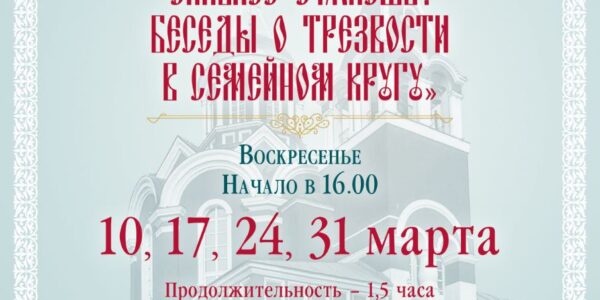 БЕСЕДЫ О ТРЕЗВОСТИ
В СЕМЕЙНОМ КРУГУ»
Воскресенье
Начало в 16.00
10, 17, 24, 31 марта
Продолжительность – 1,5 часа